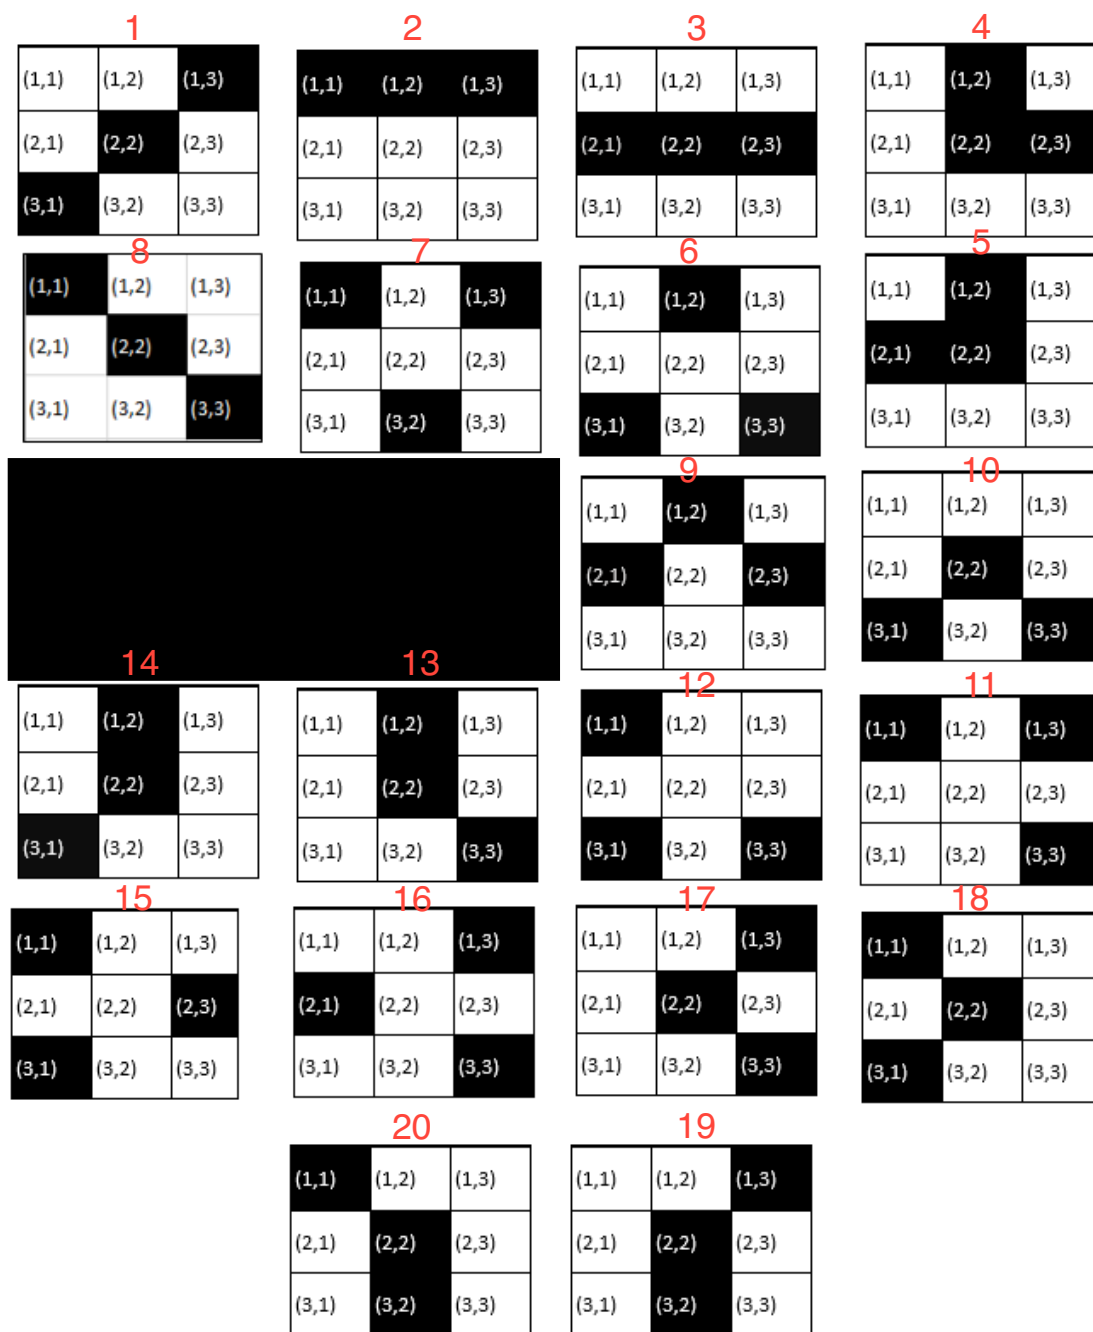 1 2 3 4
(1,1) (1,2) (1,3) (1,1) (1,2) (1,3) (1,1) (1,2) (1,3) (1,1) (1,2) (1,3)
(2,1) (2,2) (2,3) (2,1) (2,2) (2,3) (2,1) (2,2) (2,3) (2,1) (2,2) (2,3)
(3,1) (3,2) (3,3) (3,1) (3,2) (3,3) (3,1) (3,2) (3,3) (3,1) (3,2) (3,3)
8 7 6 5
(1,1) (1,2) (1,3) (1,1) (1,2) (1,3) (1,1) (1,2) (1,3) (1,1) (1,2) (1,3)
(2,1) (2,2) (2,3) (2,1) (2,2) (2,3) (2,1) (2,2) (2,3) (2,1) (2,2) (2,3)
(3,1) (3,2) (3,3) (3,1) (3,2) (3,3) (3,1) (3,2) (3,3) (3,1) (3,2) (3,3)
9 10
(1,1) (1,2) (1,3) (1,1) (1,2) (1,3)
(2,1) (2,2) (2,3) (2,1) (2,2) (2,3)
(3,1) (3,2) (3,3) (3,1) (3,2) (3,3)
14 13 12 11
(1,1) (1,2) (1,3) (1,1) (1,2) (1,3) (1,1) (1,2) (1,3) (1,1) (1,2) (1,3)
(2,1) (2,2) (2,3) (2,1) (2,2) (2,3) (2,1) (2,2) (2,3) (2,1) (2,2) (2,3)
(3,1) (3,2) (3,3) (3,1) (3,2) (3,3) (3,1) (3,2) (3,3) (3,1) (3,2) (3,3)
15 16 17 18
(1,1) (1,2) (1,3) (1,1) (1,2) (1,3) (1,1) (1,2) (1,3) (1,1) (1,2) (1,3)
(2,1) (2,2) (2,3) (2,1) (2,2) (2,3) (2,1) (2,2) (2,3) (2,1) (2,2) (2,3)
(3,1) (3,2) (3,3) (3,1) (3,2) (3,3) (3,1) (3,2) (3,3) (3,1) (3,2) (3,3)
20 19
(1,1) (1,2) (1,3) (1,1) (1,2) (1,3)
(2,1) (2,2) (2,3) (2,1) (2,2) (2,3)
(3,1) (3,2) (3,3) (3,1) (3,2) (3,3)